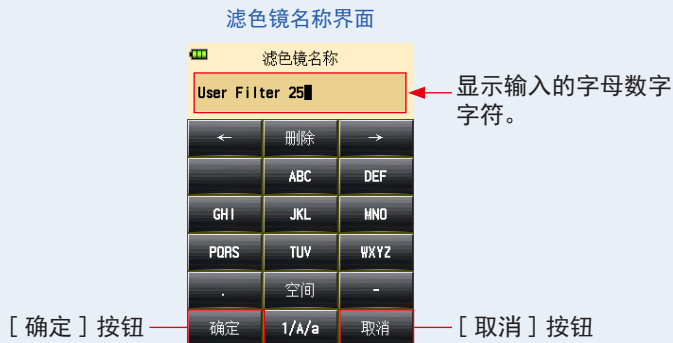 滤色镜名称界面
滤色镜名称
User Filter 25
显示输入的字母数字
字符。
← 删除 →
ABC DEF
GHI JKL MNO
PQRS TUV WXYZ
. 空间 -
[ 确定 ] 按钮
确定 1/A/a 取消
[ 取消 ] 按钮